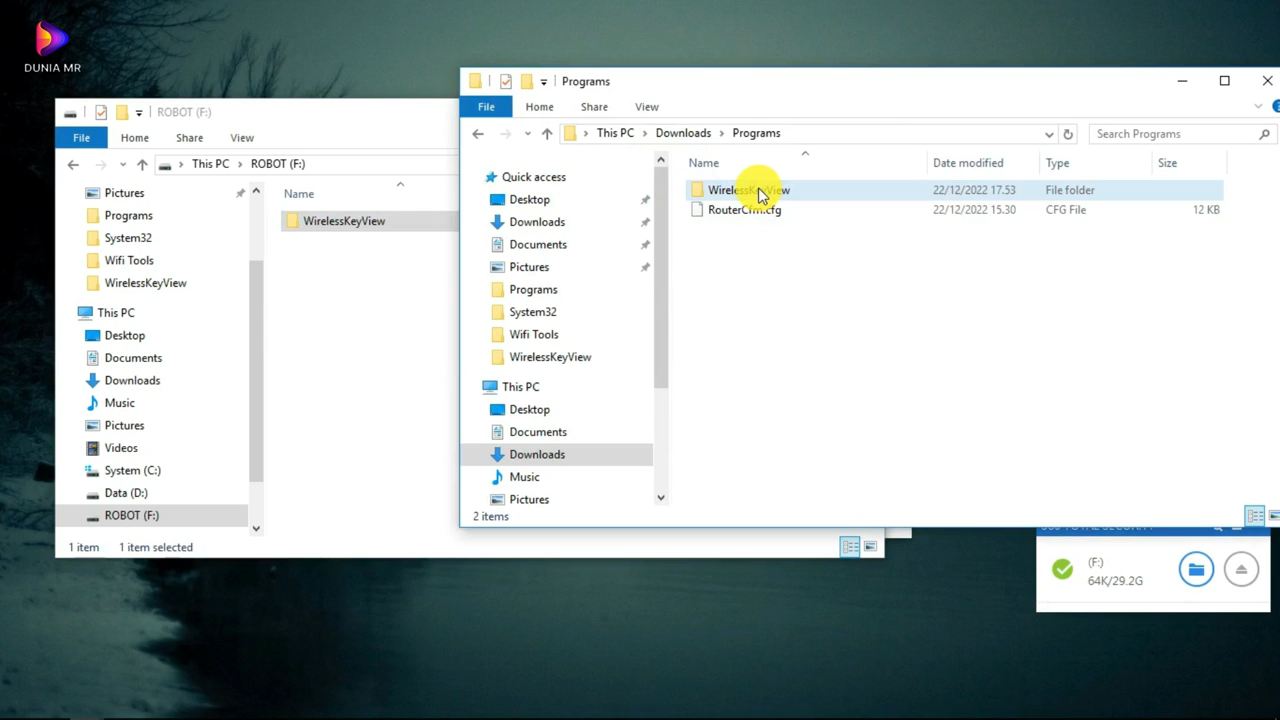 DUNIA MR
ROBOT (F:)
File Home Share View
This PC > ROBOT (F:)
Pictures
Programs
System32
Wifi Tools
WirelessKeyView
This PC
Desktop
Documents
Downloads
Music
Pictures
Videos
System (C:)
Data (D:)
ROBOT (F:)
Name
WirelessKeyView
1 item 1 item selected
Programs
File Home Share View
This PC > Downloads > Programs
Search Programs
Quick access
Desktop
Downloads
Documents
Pictures
Programs
System32
Wifi Tools
WirelessKeyView
This PC
Desktop
Documents
Downloads
Music
Pictures
Name Date modified Type Size
WirelessKeyView 22/12/2022 17.53 File folder
RouterCfm.cfg 22/12/2022 15.30 CFG File 12 KB
2 items
(F:)
64K/29.2G